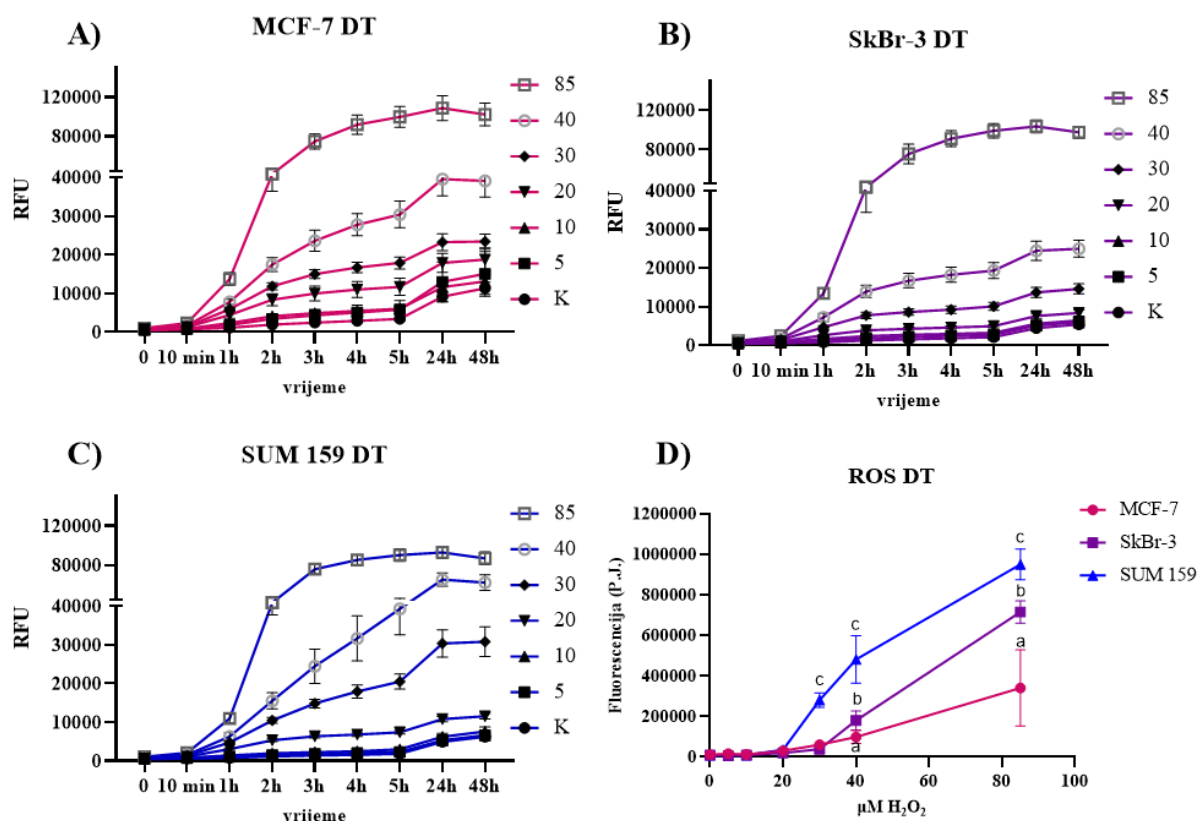 A)
MCF-7 DT
RFU
120000
80000
40000
30000
20000
10000
0
0 10 min 1h 2h 3h 4h 5h 24h 48h
vrijeme
85
40
30
20
10
5
K
B)
SkBr-3 DT
RFU
120000
80000
40000
30000
20000
10000
0
0 10 min 1h 2h 3h 4h 5h 24h 48h
vrijeme
85
40
30
20
10
5
K
C)
SUM 159 DT
RFU
120000
80000
40000
30000
20000
10000
0
0 10 min 1h 2h 3h 4h 5h 24h 48h
vrijeme
85
40
30
20
10
5
K
D)
ROS DT
Fluorescencija (P.J.)
1200000
1000000
800000
600000
400000
200000
0
0 20 40 60 80 100
µM H₂O₂
c
c
c
b
b
a
a
MCF-7
SkBr-3
SUM 159